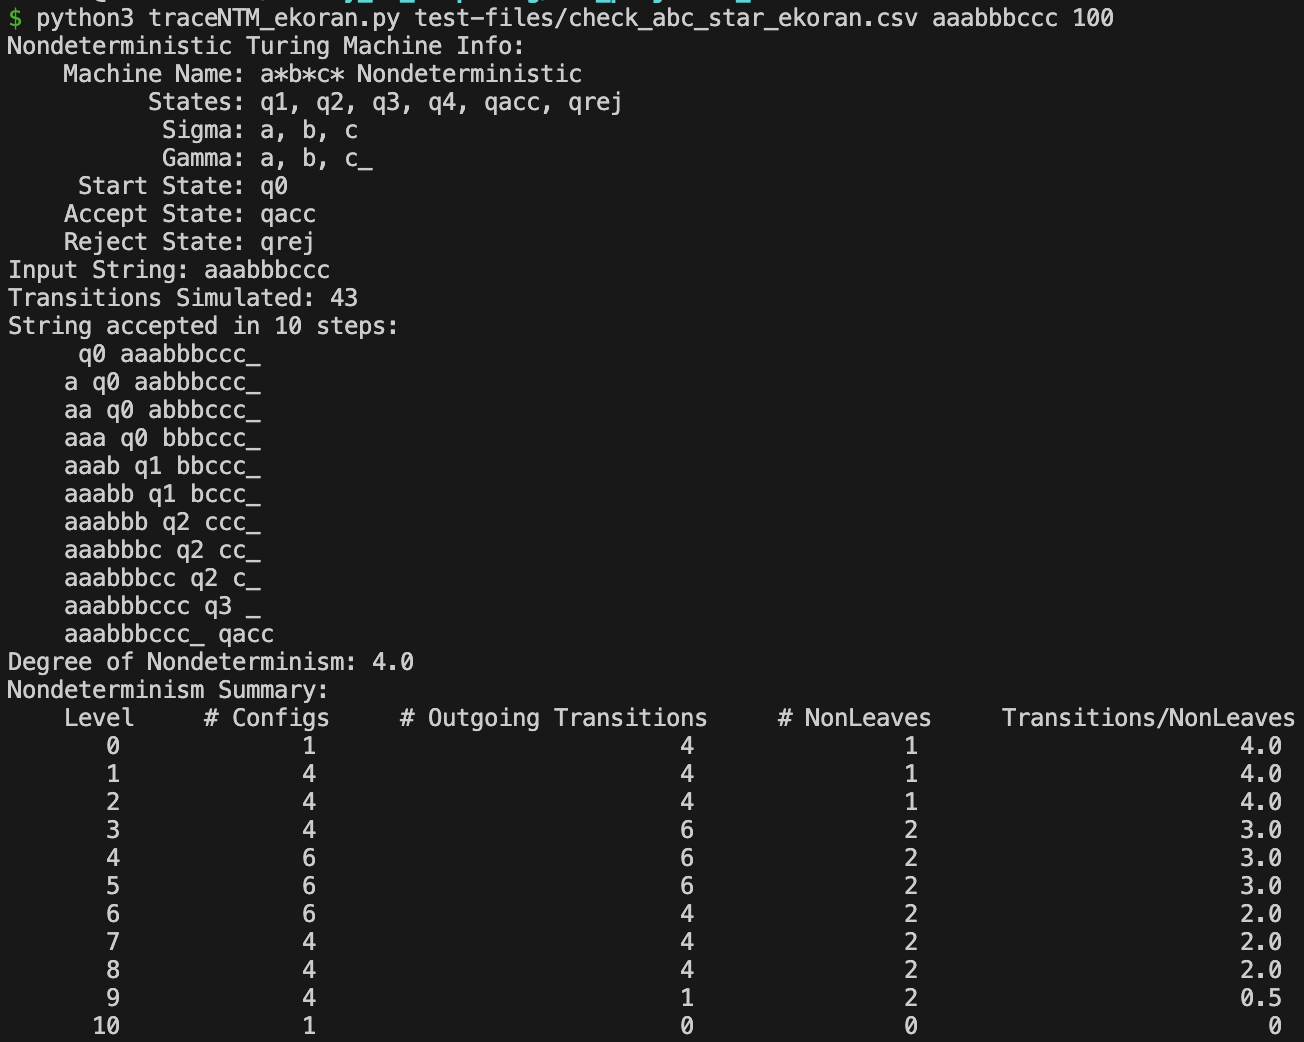 $ python3 traceNTM_ekoran.py test-files/check_abc_star_ekoran.csv aaabbbccc 100
Nondeterministic Turing Machine Info:
Machine Name: a*b*c* Nondeterministic
States: q1, q2, q3, q4, qacc, qrej
Sigma: a, b, c
Gamma: a, b, c_
Start State: q0
Accept State: qacc
Reject State: qrej
Input String: aaabbbccc
Transitions Simulated: 43
String accepted in 10 steps:
q0 aaabbbccc_
a q0 aabbbccc_
aa q0 abbbccc_
aaa q0 bbbccc_
aaab q1 bbccc_
aaabb q1 bccc_
aaabbb q2 ccc_
aaabbbc q2 cc_
aaabbbcc q2 c_
aaabbbccc q3 _
aaabbbccc_ qacc
Degree of Nondeterminism: 4.0
Nondeterminism Summary:
Level # Configs # Outgoing Transitions # NonLeaves Transitions/NonLeaves
0 1 4 1 4.0
1 4 4 1 4.0
2 4 4 1 4.0
3 4 6 2 3.0
4 6 6 2 3.0
5 6 6 2 3.0
6 6 4 2 2.0
7 4 4 2 2.0
8 4 4 2 2.0
9 4 1 2 0.5
10 1 0 0 0